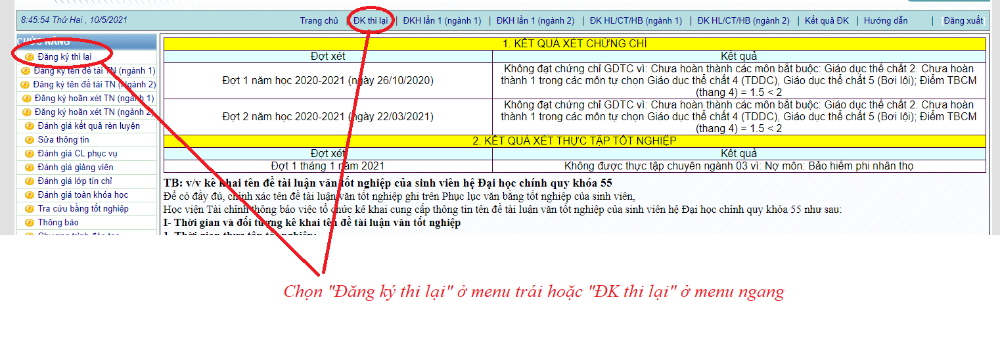 8:45:54 Thứ Hai , 10/5/2021
Trang chủ | ĐK thi lại | ĐKH lần 1 (ngành 1) | ĐKH lần 1 (ngành 2) | ĐK HL/CT/HB (ngành 1) | ĐK HL/CT/HB (ngành 2) | Kết quả ĐK | Hướng dẫn | Đăng xuất
CHỨC NĂNG
Đăng ký thi lại
Đăng ký tên đề tài TN (ngành 1)
Đăng ký tên đề tài TN (ngành 2)
Đăng ký hoãn xét TN (ngành 1)
Đăng ký hoãn xét TN (ngành 2)
Đánh giá kết quả rèn luyện
Sửa thông tin
Đánh giá CL phục vụ
Đánh giá giảng viên
Đánh giá lớp tín chỉ
Đánh giá toàn khóa học
Tra cứu bằng tốt nghiệp
Thông báo
Chương trình đào tạo
1. KẾT QUẢ XÉT CHỨNG CHỈ
Đợt xét
Kết quả
Đợt 1 năm học 2020-2021 (ngày 26/10/2020)
Không đạt chứng chỉ GDTC vì: Chưa hoàn thành các môn bắt buộc: Giáo dục thể chất 2. Chưa hoàn
thành 1 trong các môn tự chọn Giáo dục thể chất 4 (TDDC), Giáo dục thể chất 5 (Bơi lội); Điểm TBCM
(thang 4) = 1.5 < 2
Đợt 2 năm học 2020-2021 (ngày 22/03/2021)
Không đạt chứng chỉ GDTC vì: Chưa hoàn thành các môn bắt buộc: Giáo dục thể chất 2. Chưa hoàn
thành 1 trong các môn tự chọn Giáo dục thể chất 4 (TDDC), Giáo dục thể chất 5 (Bơi lội); Điểm TBCM
(thang 4) = 1.5 < 2
2. KẾT QUẢ XÉT THỰC TẬP TỐT NGHIỆP
Đợt xét
Kết quả
Đợt 1 tháng 1 năm 2021
Không được thực tập chuyên ngành 03 vì: Nợ môn: Bảo hiểm phi nhân thọ
TB: v/v kê khai tên đề tài luận văn tốt nghiệp của sinh viên hệ Đại học chính quy khóa 55
Để có đầy đủ, chính xác tên đề tài luận văn tốt nghiệp ghi trên Phục lục văn bằng tốt nghiệp của sinh viên,
Học viện Tài chính thông báo việc tổ chức kê khai cung cấp thông tin tên đề tài luận văn tốt nghiệp của sinh viên hệ Đại học chính quy khóa 55 như sau:
I- Thời gian và đối tượng kê khai tên đề tài luận văn tốt nghiệp
1. Thời gian thực tập tốt nghiệp:
Chọn "Đăng ký thi lại" ở menu trái hoặc "ĐK thi lại" ở menu ngang